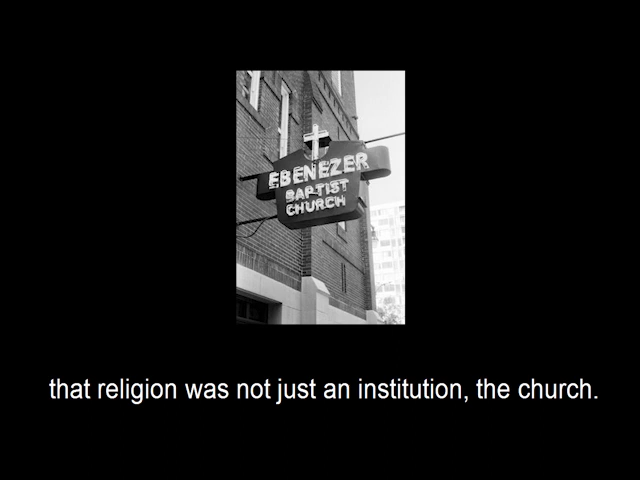 EBENEZER
BAPTIST
CHURCH
that religion was not just an institution, the church.